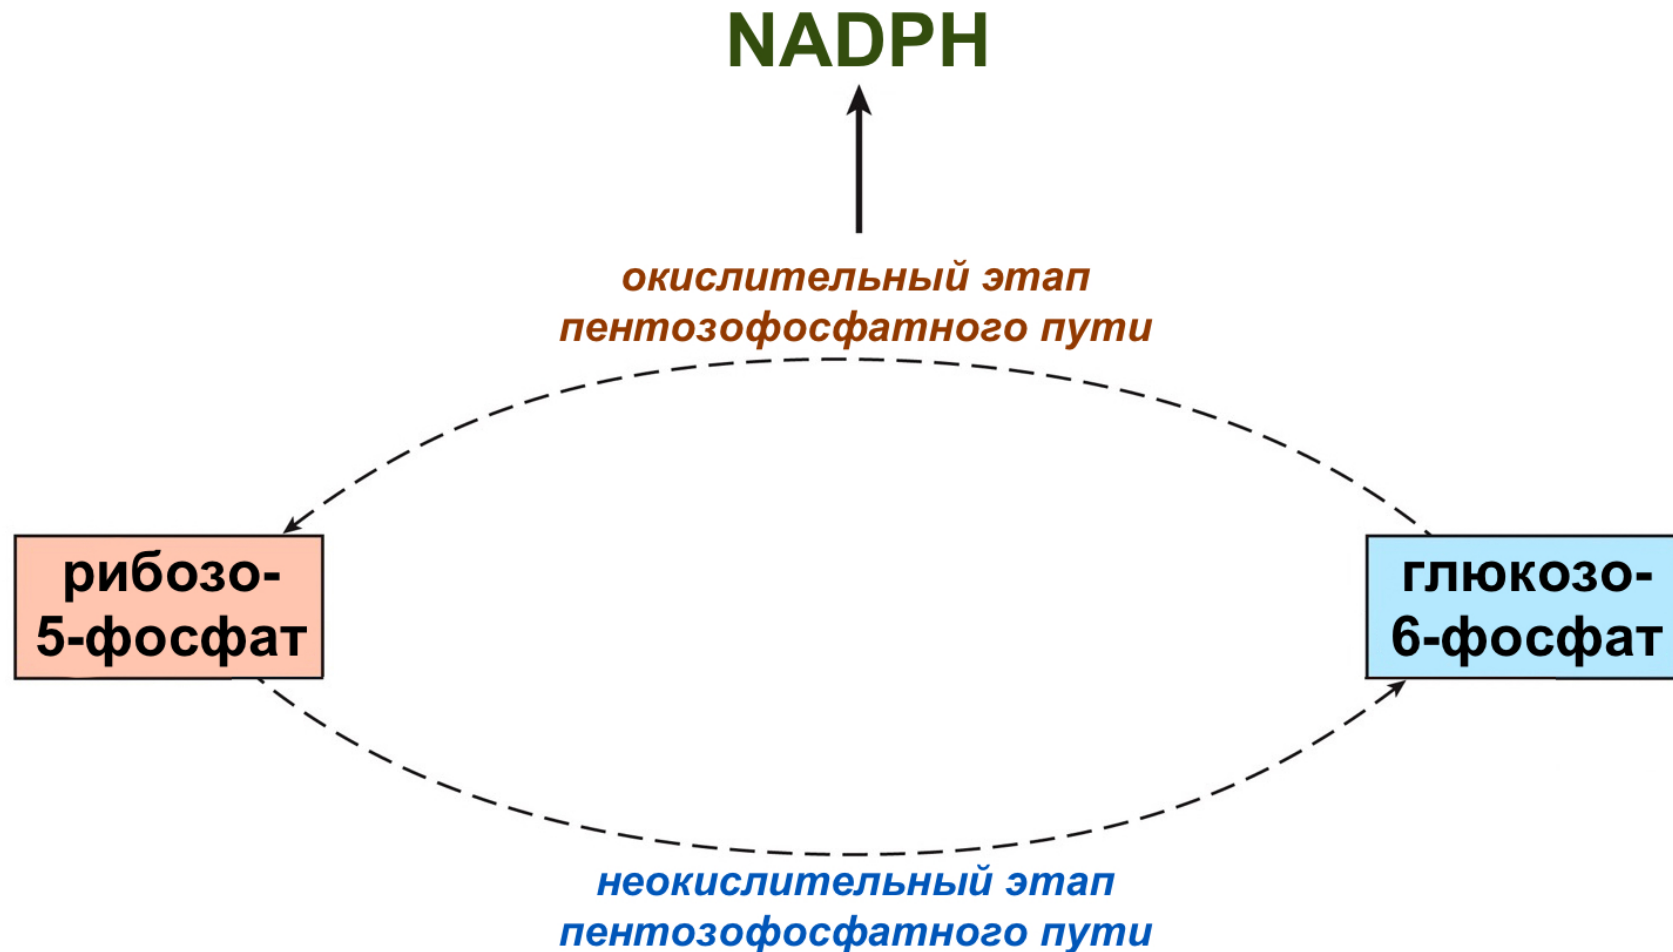 NADPH
окислительный этап
пентозофосфатного пути
рибозо-
5-фосфат
глюкозо-
6-фосфат
неокислительный этап
пентозофосфатного пути